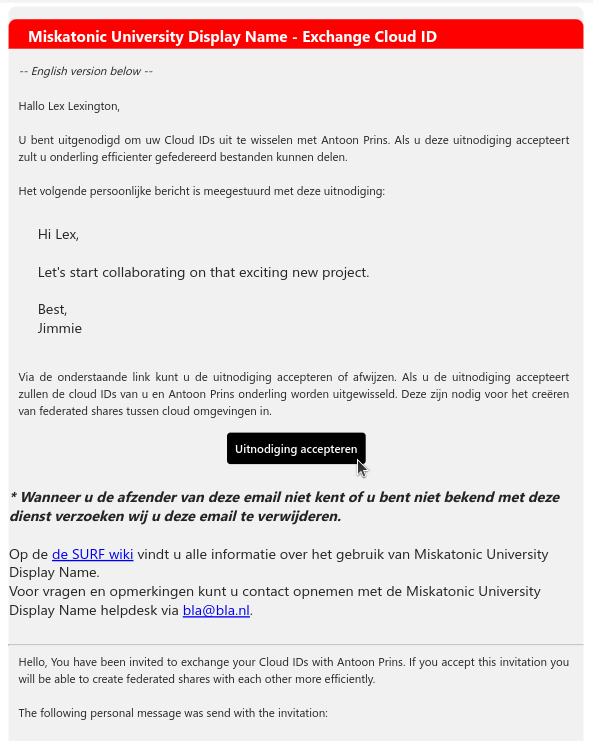 Miskatonic University Display Name - Exchange Cloud ID
-- English version below --
Hallo Lex Lexington,
U bent uitgenodigd om uw Cloud IDs uit te wisselen met Antoon Prins. Als u deze uitnodiging accepteert
zult u onderling efficienter gefedereerd bestanden kunnen delen.
Het volgende persoonlijke bericht is meegestuurd met deze uitnodiging:
Hi Lex,
Let's start collaborating on that exciting new project.
Best,
Jimmie
Via de onderstaande link kunt u de uitnodiging accepteren of afwijzen. Als u de uitnodiging accepteert
zullen de cloud IDs van u en Antoon Prins onderling worden uitgewisseld. Deze zijn nodig voor het creëren
van federated shares tussen cloud omgevingen in.
Uitnodiging accepteren
* Wanneer u de afzender van deze email niet kent of u bent niet bekend met deze
dienst verzoeken wij u deze email te verwijderen.
Op de de SURF wiki vindt u alle informatie over het gebruik van Miskatonic University
Display Name.
Voor vragen en opmerkingen kunt u contact opnemen met de Miskatonic University
Display Name helpdesk via bla@bla.nl.
Hello, You have been invited to exchange your Cloud IDs with Antoon Prins. If you accept this invitation you
will be able to create federated shares with each other more efficiently.
The following personal message was send with the invitation: